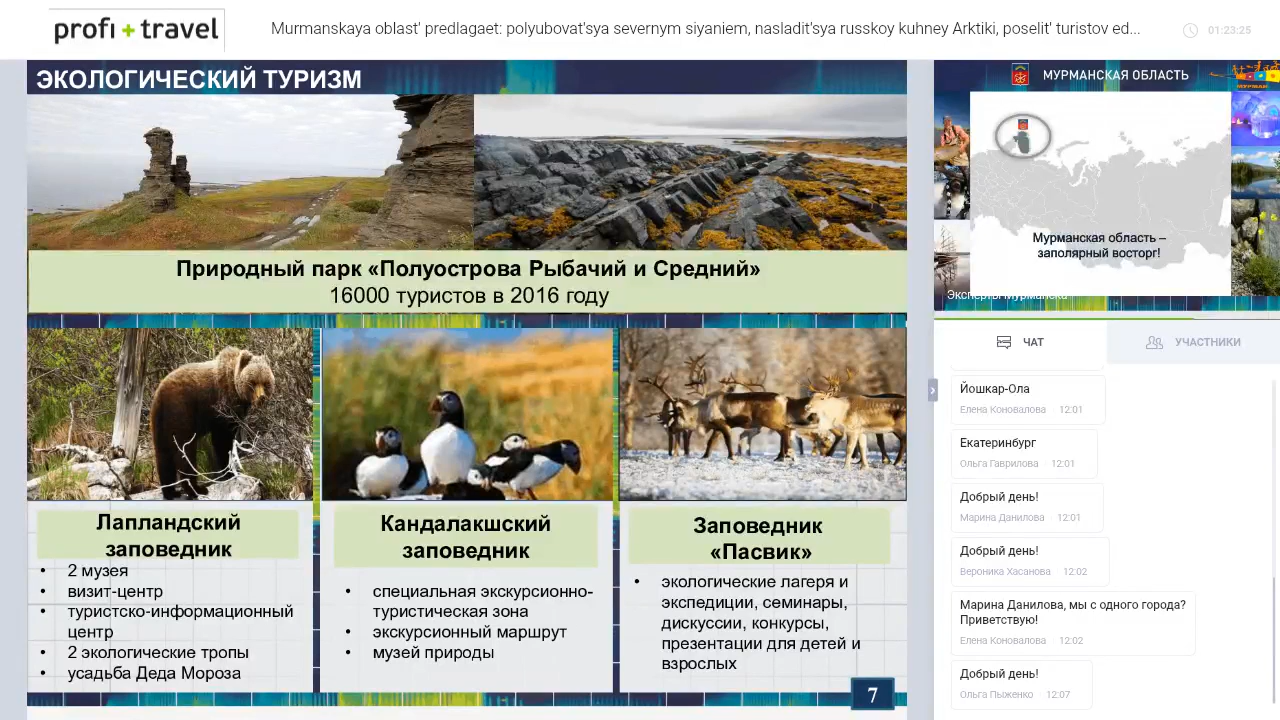 profi + travel
Murmanskaya oblast' predlagaet: polyubovat'sya severnym siyaniem, nasladit'sya russkoy kuhney Arktiki, poselit' turistov ed...
01:23:25
ЭКОЛОГИЧЕСКИЙ ТУРИЗМ
Природный парк «Полуострова Рыбачий и Средний»
16000 туристов в 2016 году
Лапландский
заповедник
• 2 музея
• визит-центр
• туристско-информационный
центр
• 2 экологические тропы
• усадьба Деда Мороза
Кандалакшский
заповедник
• специальная экскурсионно-
туристическая зона
• экскурсионный маршрут
• музей природы
Заповедник
«Пасвик»
• экологические лагеря и
экспедиции, семинары,
дискуссии, конкурсы,
презентации для детей и
взрослых
7
МУРМАНСКАЯ ОБЛАСТЬ
МУРМАН
Мурманская область –
заполярный восторг!
Эксперты Мурманска
ЧАТ
УЧАСТНИКИ
Йошкар-Ола
Елена Коновалова 12:01
Екатеринбург
Ольга Гаврилова 12:01
Добрый день!
Марина Данилова 12:01
Добрый день!
Вероника Хасанова 12:02
Марина Данилова, мы с одного города?
Приветствую!
Елена Коновалова 12:02
Добрый день!
Ольга Пыженко 12:07